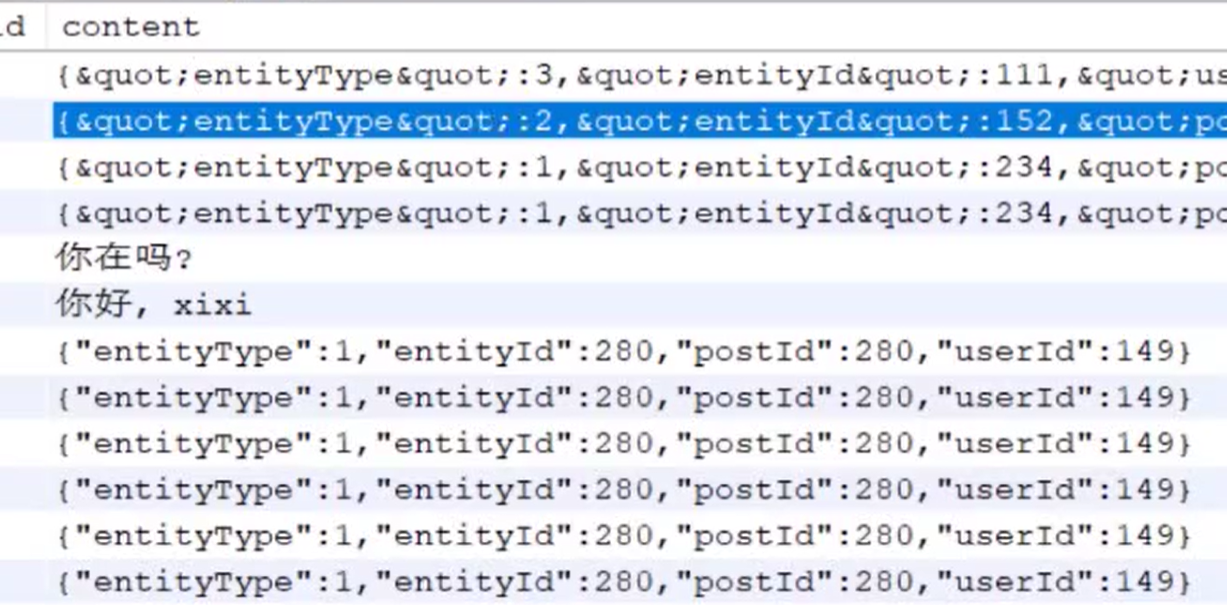 id content
{&quot;entityType&quot;:3,&quot;entityId&quot;:111,&quot;us
{&quot;entityType&quot;:2,&quot;entityId&quot;:152,&quot;po
{&quot;entityType&quot;:1,&quot;entityId&quot;:234,&quot;po
{&quot;entityType&quot;:1,&quot;entityId&quot;:234,&quot;po
你在吗?
你好, xixi
{"entityType":1,"entityId":280,"postId":280,"userId":149}
{"entityType":1,"entityId":280,"postId":280,"userId":149}
{"entityType":1,"entityId":280,"postId":280,"userId":149}
{"entityType":1,"entityId":280,"postId":280,"userId":149}
{"entityType":1,"entityId":280,"postId":280,"userId":149}
{"entityType":1,"entityId":280,"postId":280,"userId":149}